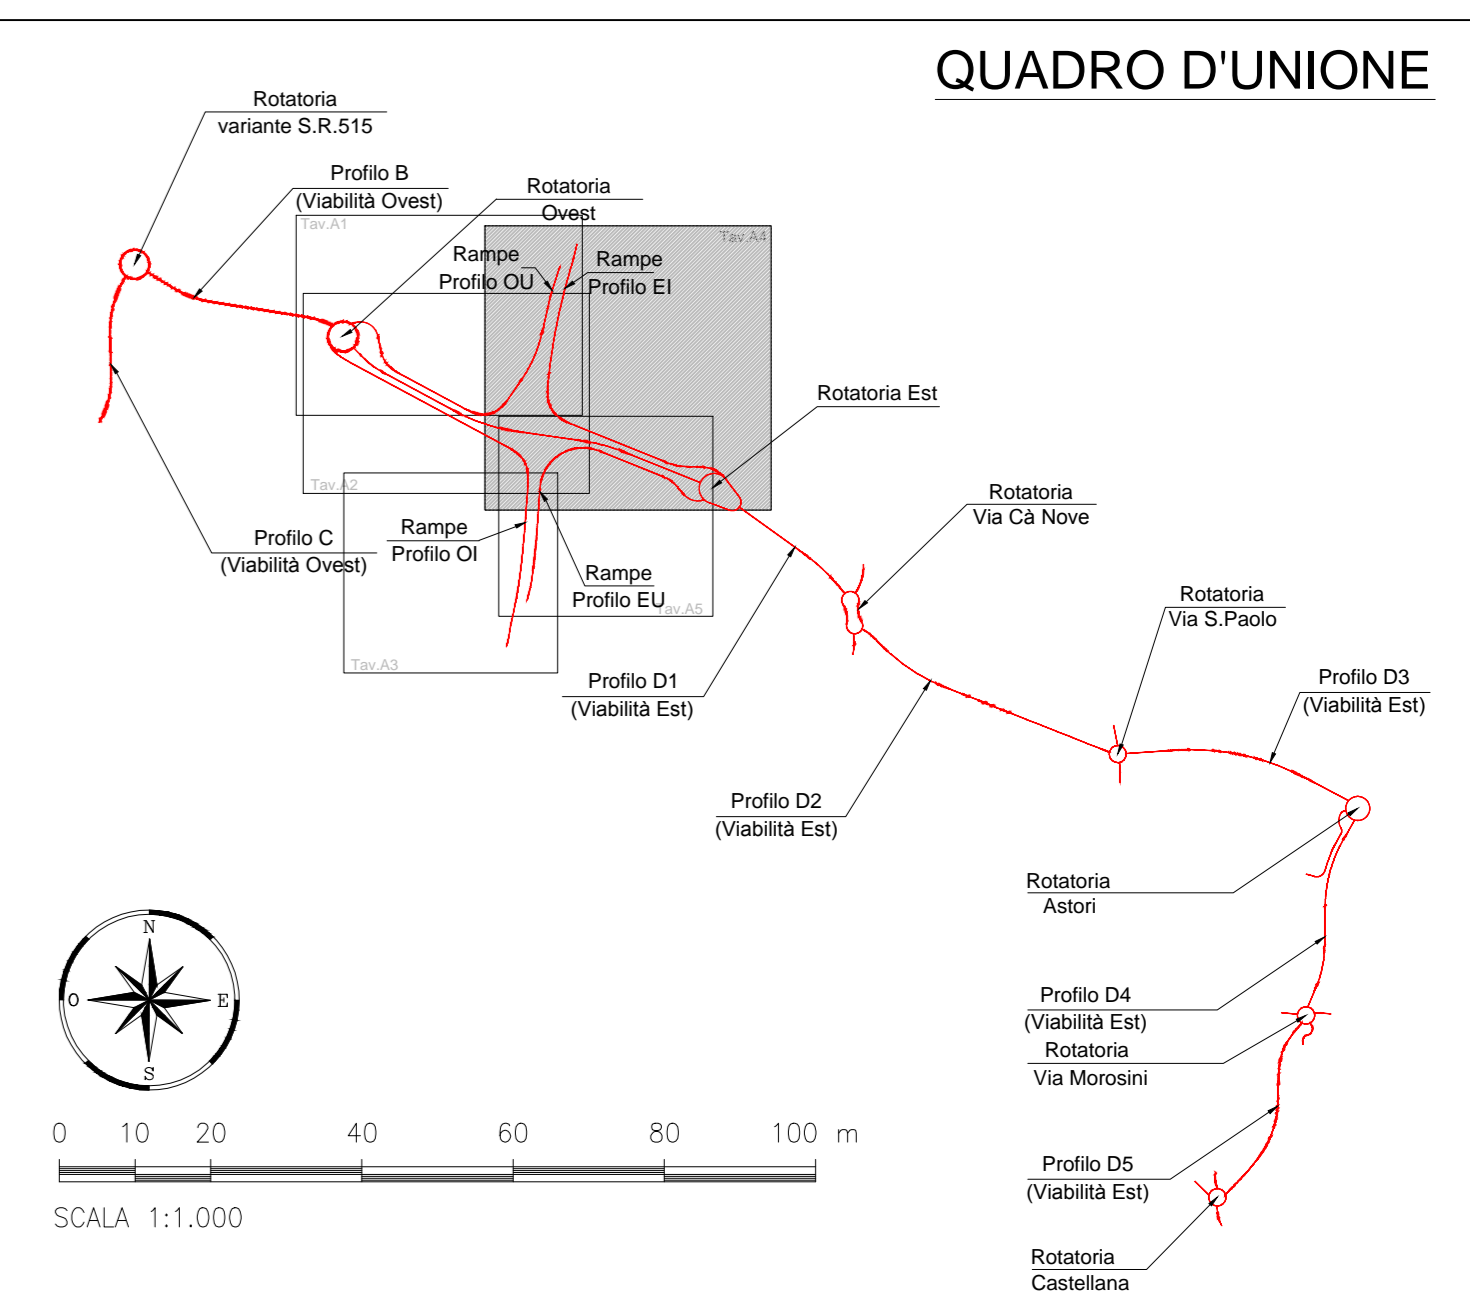 QUADRO D'UNIONE
Rotatoria
variante S.R.515
Profilo B
(Viabilità Ovest)
Rotatoria
Ovest
Tav.A1
Tav.A4
Rampe
Profilo OU
Rampe
Profilo EI
Rotatoria Est
Tav.A2
Rotatoria
Via Cà Nove
Profilo C
(Viabilità Ovest)
Rampe
Profilo OI
Rampe
Profilo EU
Tav.A5
Rotatoria
Via S.Paolo
Tav.A3
Profilo D1
(Viabilità Est)
Profilo D3
(Viabilità Est)
Profilo D2
(Viabilità Est)
Rotatoria
Astori
N
O
E
S
Profilo D4
(Viabilità Est)
Rotatoria
Via Morosini
0 10 20 40 60 80 100 m
SCALA 1:1.000
Profilo D5
(Viabilità Est)
Rotatoria
Castellana